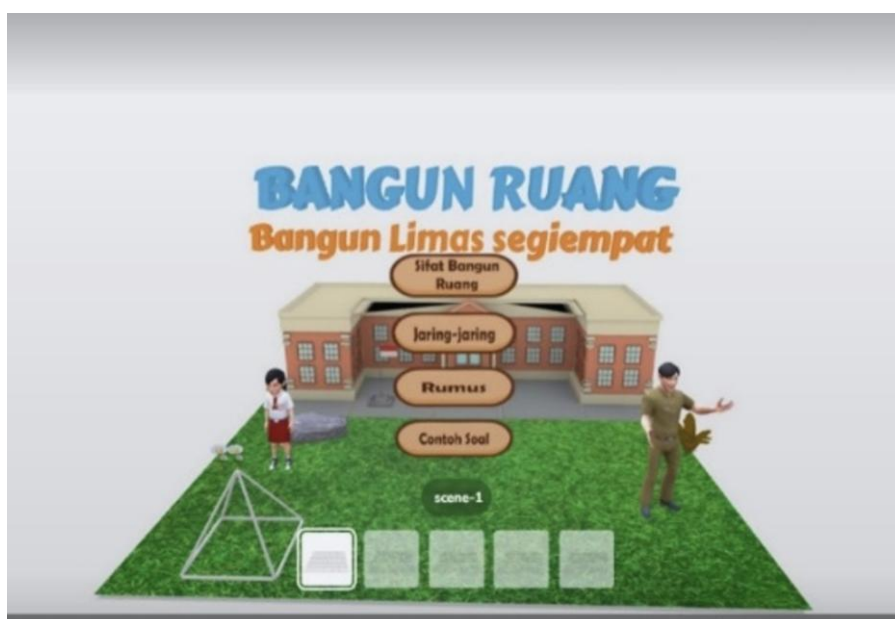 BANGUN RUANG
Bangun Limas segiempat
Sifat Bangun
Ruang
Jaring-jaring
Rumus
Contoh Soal
scene-1